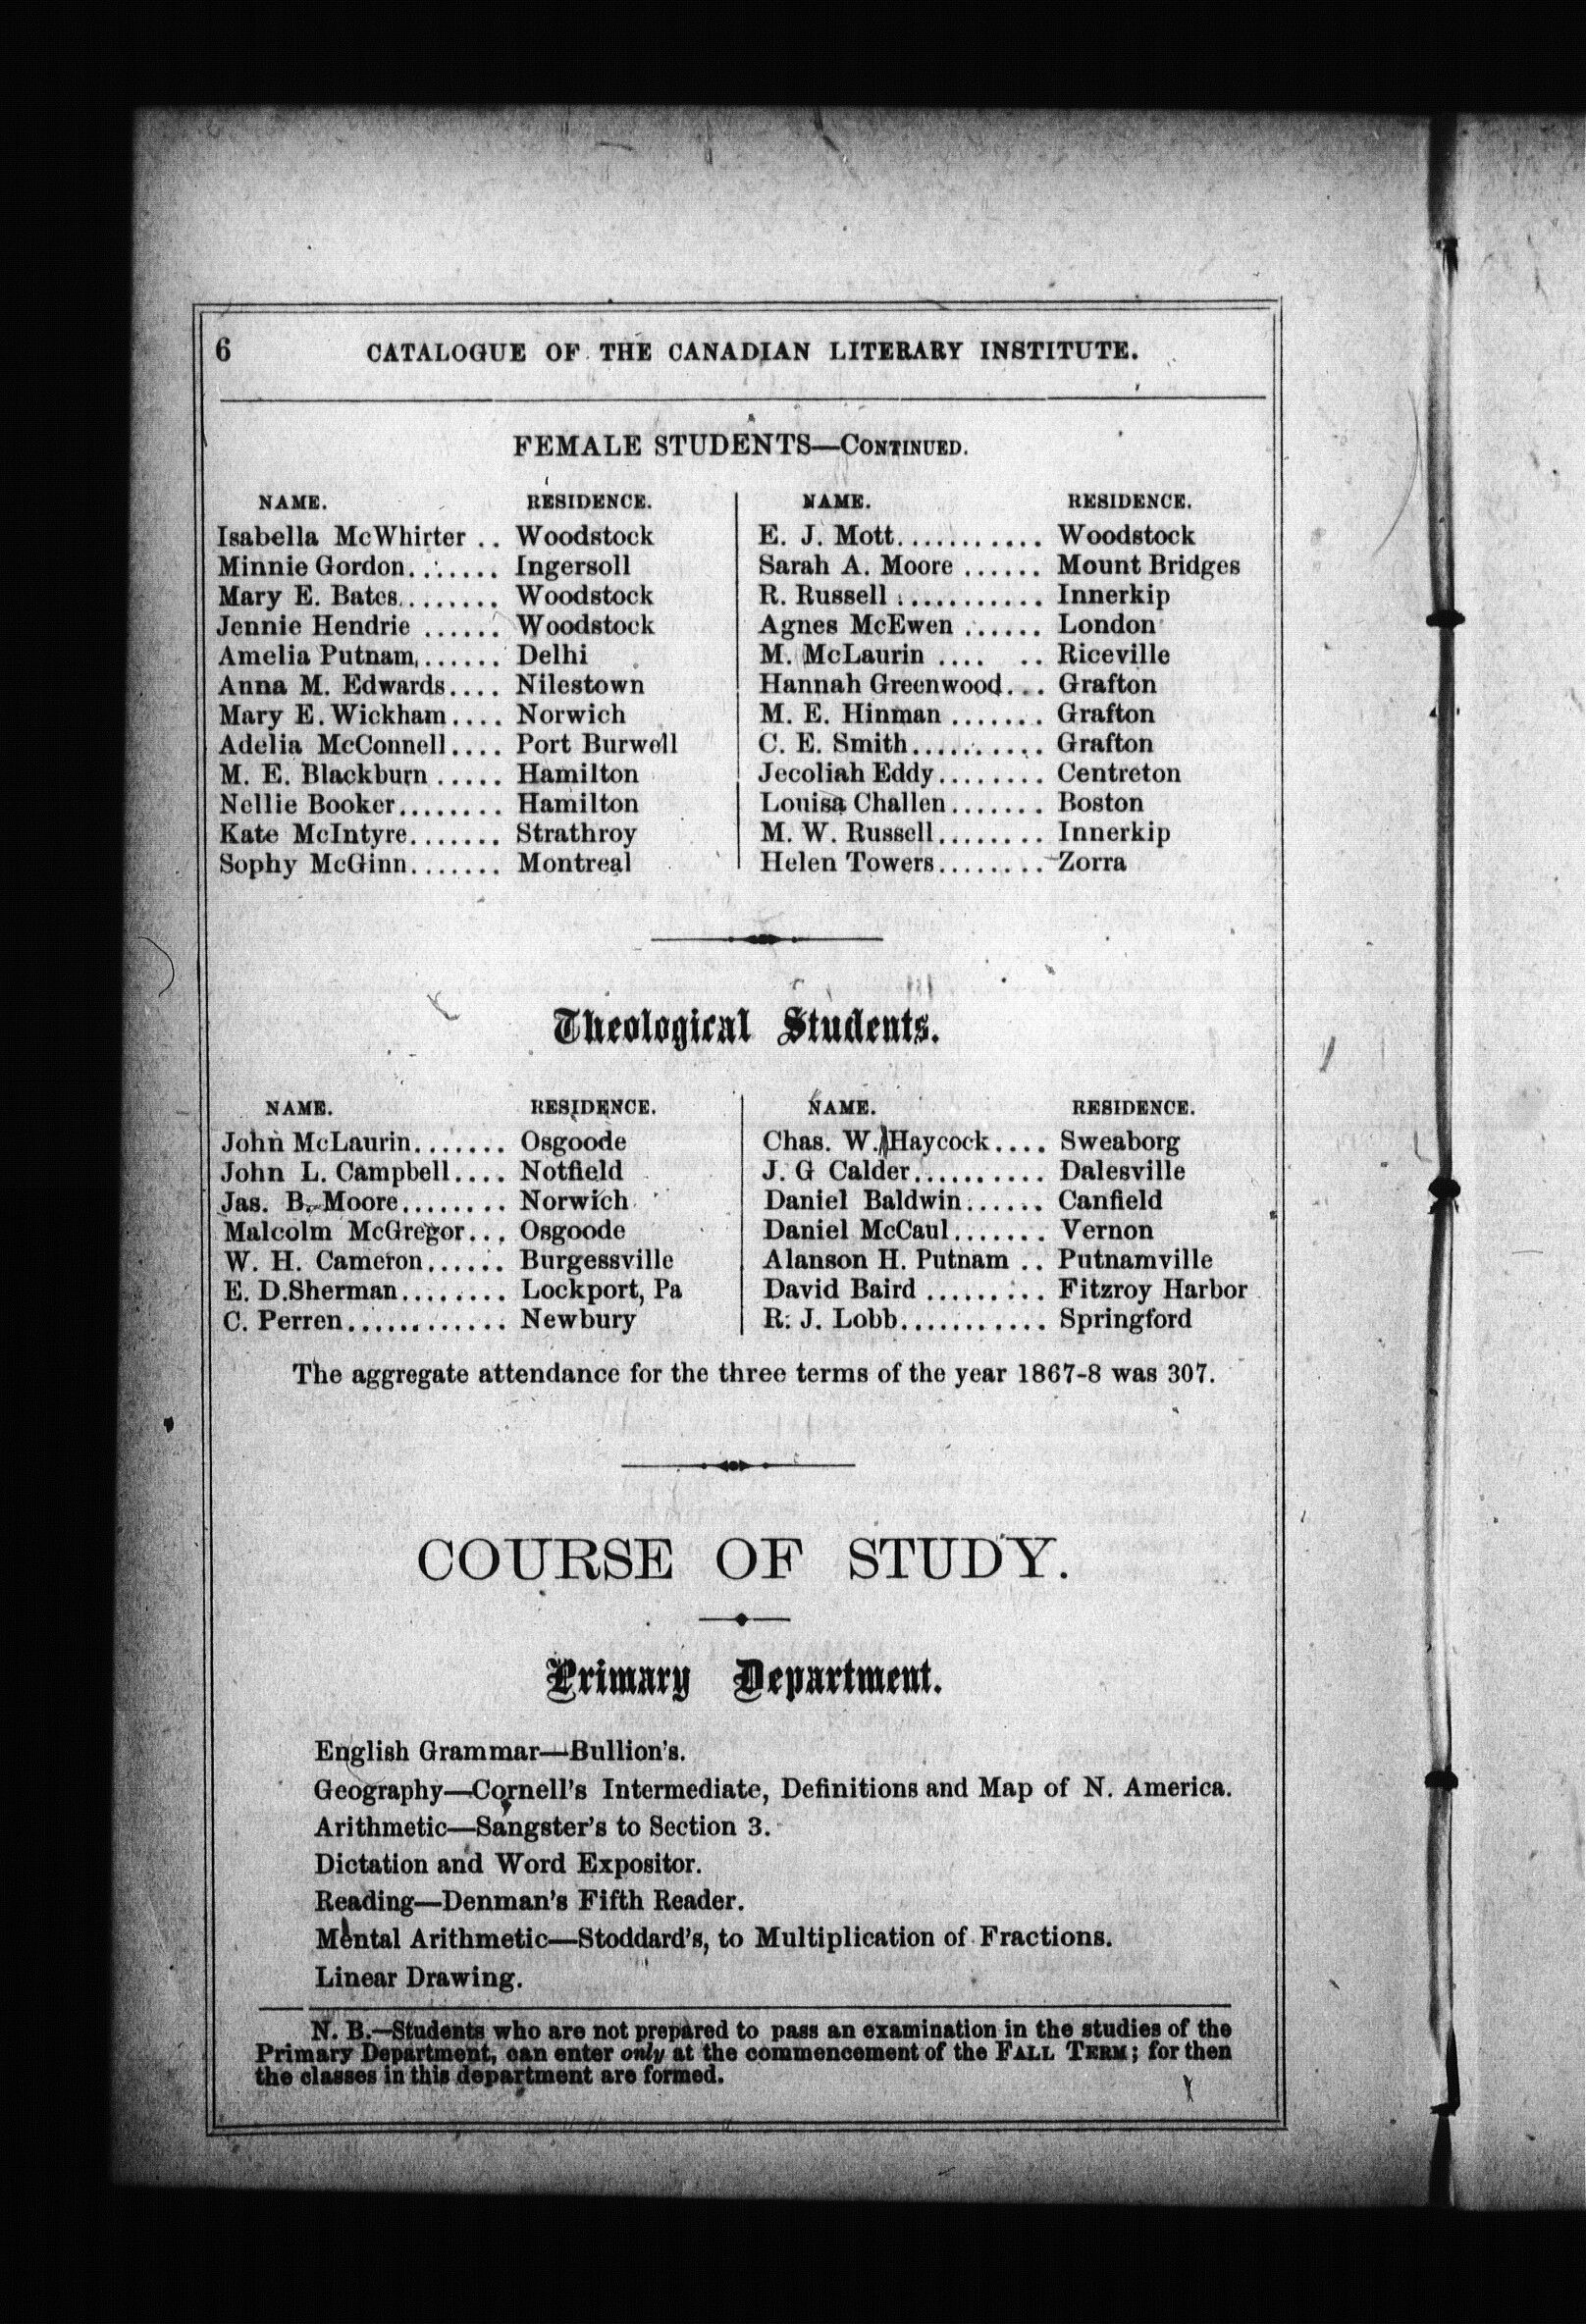 6 CATALOGUE OF THE CANADIAN LITERARY INSTITUTE.
FEMALE STUDENTS—CONTINUED.
NAME. RESIDENCE.
Isabella McWhirter .. Woodstock
Minnie Gordon........ Ingersoll
Mary E. Bates........ Woodstock
Jennie Hendrie ...... Woodstock
Amelia Putnam....... Delhi
Anna M. Edwards.... Nilestown
Mary E. Wickham.... Norwich
Adelia McConnell.... Port Burwell
M. E. Blackburn ..... Hamilton
Nellie Booker........ Hamilton
Kate McIntyre....... Strathroy
Sophy McGinn....... Montreal
NAME. RESIDENCE.
E. J. Mott........... Woodstock
Sarah A. Moore ...... Mount Bridges
R. Russell ........... Innerkip
Agnes McEwen ...... London
M. McLaurin .... .. Riceville
Hannah Greenwood... Grafton
M. E. Hinman ....... Grafton
C. E. Smith.......... Grafton
Jecoliah Eddy........ Centreton
Louisa Challen....... Boston
M. W. Russell........ Innerkip
Helen Towers........ Zorra
Theological Students.
NAME. RESIDENCE.
John McLaurin....... Osgoode
John L. Campbell.... Notfield
Jas. B. Moore........ Norwich
Malcolm McGregor... Osgoode
W. H. Cameron...... Burgessville
E. D.Sherman........ Lockport, Pa
C. Perren............ Newbury
NAME. RESIDENCE.
Chas. W. Haycock.... Sweaborg
J. G Calder.......... Dalesville
Daniel Baldwin...... Canfield
Daniel McCaul....... Vernon
Alanson H. Putnam .. Putnamville
David Baird ......... Fitzroy Harbor
R. J. Lobb........... Springford
The aggregate attendance for the three terms of the year 1867-8 was 307.
COURSE OF STUDY.
Primary Department.
English Grammar—Bullion's.
Geography—Cornell's Intermediate, Definitions and Map of N. America.
Arithmetic—Sangster's to Section 3.
Dictation and Word Expositor.
Reading—Denman's Fifth Reader.
Mental Arithmetic—Stoddard's, to Multiplication of Fractions.
Linear Drawing.
N. B.—Students who are not prepared to pass an examination in the studies of the
Primary Department, can enter only at the commencement of the FALL TERM; for then
the classes in this department are formed.